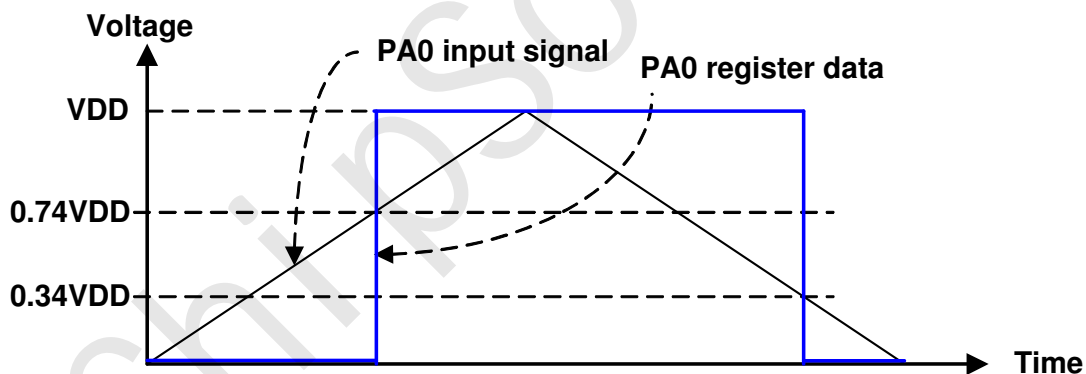 Voltage
PA0 input signal
PA0 register data
VDD
0.74VDD
0.34VDD
Time